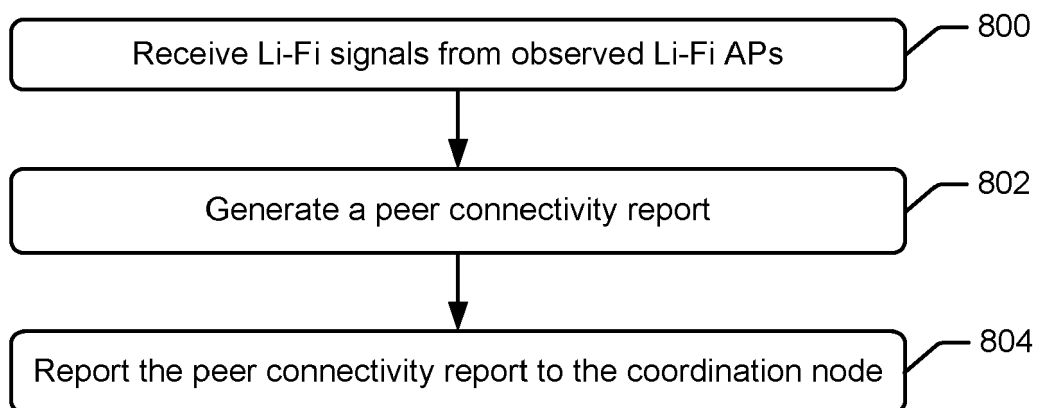 Receive Li-Fi signals from observed Li-Fi APs
800
Generate a peer connectivity report
802
Report the peer connectivity report to the coordination node
804